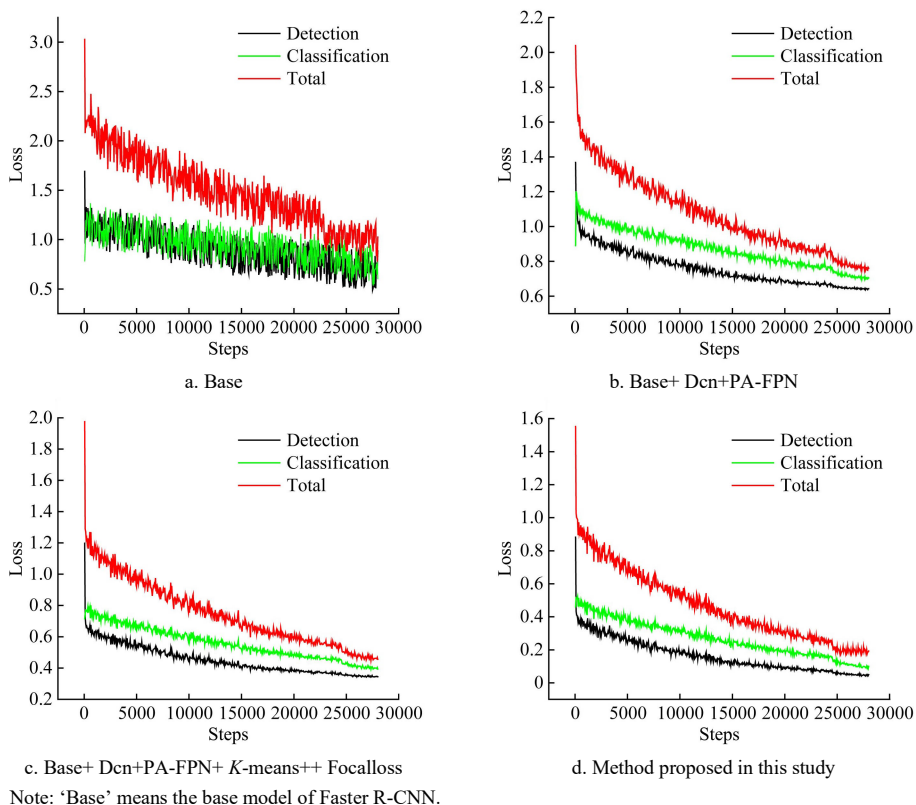 3.0
2.5
2.0
1.5
1.0
0.5
Loss
Detection
Classification
Total
0 5000 10000 15000 20000 25000 30000
Steps
a. Base
2.2
2.0
1.8
1.6
1.4
1.2
1.0
0.8
0.6
Loss
Detection
Classification
Total
0 5000 10000 15000 20000 25000 30000
Steps
b. Base+ Dcn+PA-FPN
2.0
1.8
1.6
1.4
1.2
1.0
0.8
0.6
0.4
0.2
Loss
Detection
Classification
Total
0 5000 10000 15000 20000 25000 30000
Steps
c. Base+ Dcn+PA-FPN+ K-means++ Focalloss
1.6
1.4
1.2
1.0
0.8
0.6
0.4
0.2
0
Loss
Detection
Classification
Total
0 5000 10000 15000 20000 25000 30000
Steps
d. Method proposed in this study
Note: ‘Base’ means the base model of Faster R-CNN.